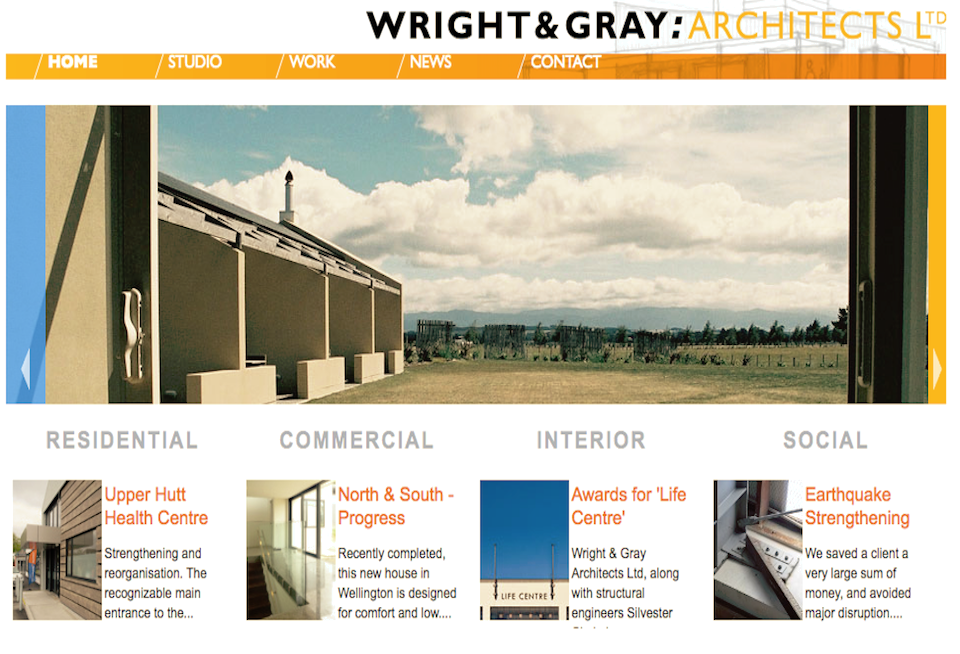 WRIGHT&GRAY:ARCHITECTS LTD
HOME STUDIO WORK NEWS CONTACT
RESIDENTIAL COMMERCIAL INTERIOR SOCIAL
Upper Hutt
Health Centre
Strengthening and
reorganisation. The
recognizable main
entrance to the...
North & South -
Progress
Recently completed,
this new house in
Wellington is designed
for comfort and low....
LIFE CENTRE
Awards for 'Life
Centre'
Wright & Gray
Architects Ltd, along
with structural
engineers Silvester
Earthquake
Strengthening
We saved a client a
very large sum of
money, and avoided
major disruption....